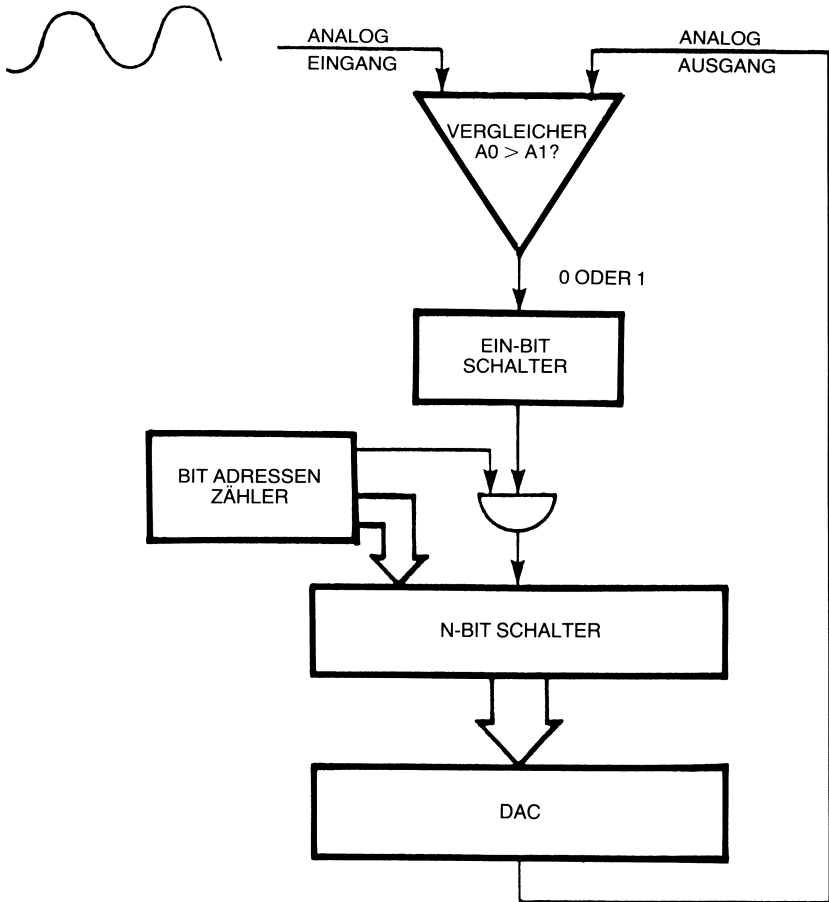 ANALOG
EINGANG
ANALOG
AUSGANG
VERGLEICHER
A0 > A1?
0 ODER 1
EIN-BIT
SCHALTER
BIT ADRESSEN
ZÄHLER
N-BIT SCHALTER
DAC